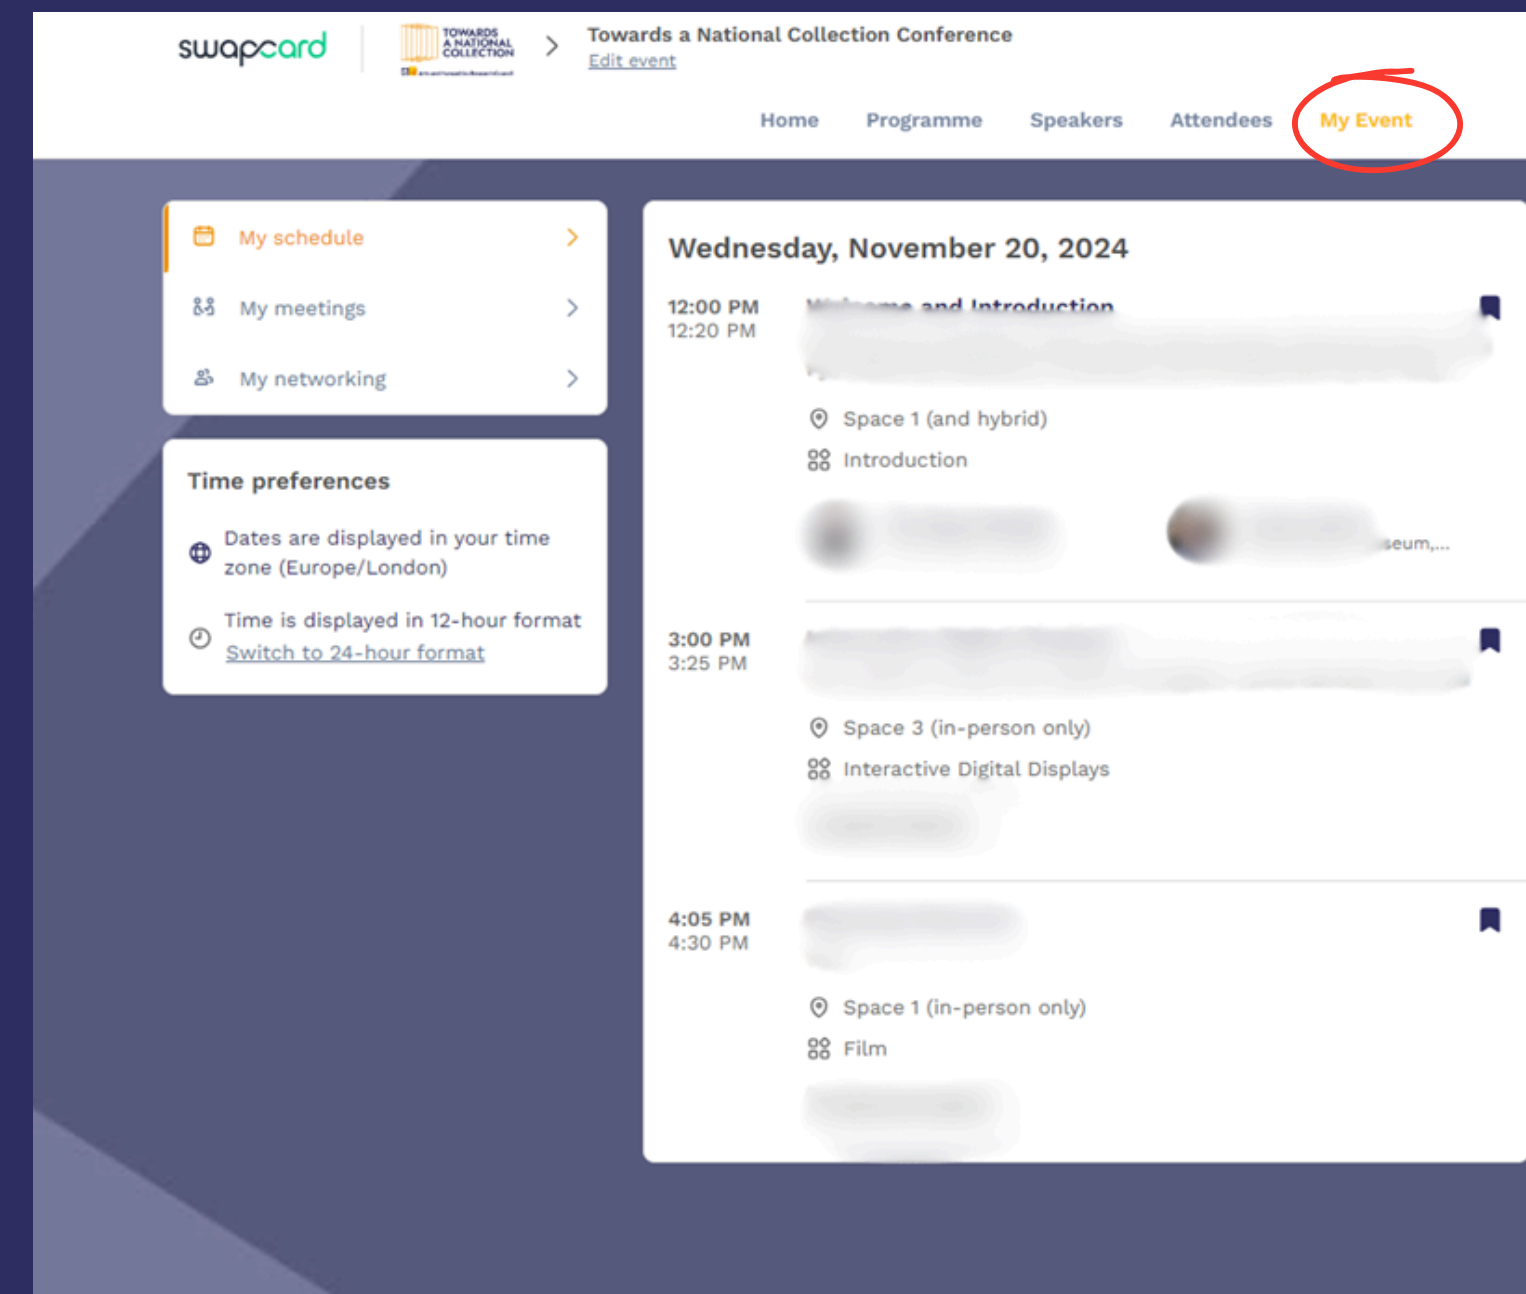 swapcard
TOWARDS
A NATIONAL
COLLECTION
Towards a National Collection Conference
Edit event
Home Programme Speakers Attendees My Event
My schedule
My meetings
My networking
Time preferences
Dates are displayed in your time
zone (Europe/London)
Time is displayed in 12-hour format
Switch to 24-hour format
Wednesday, November 20, 2024
12:00 PM
12:20 PM
Welcome and Introduction
Space 1 (and hybrid)
Introduction
seum,...
3:00 PM
3:25 PM
Space 3 (in-person only)
Interactive Digital Displays
4:05 PM
4:30 PM
Space 1 (in-person only)
Film